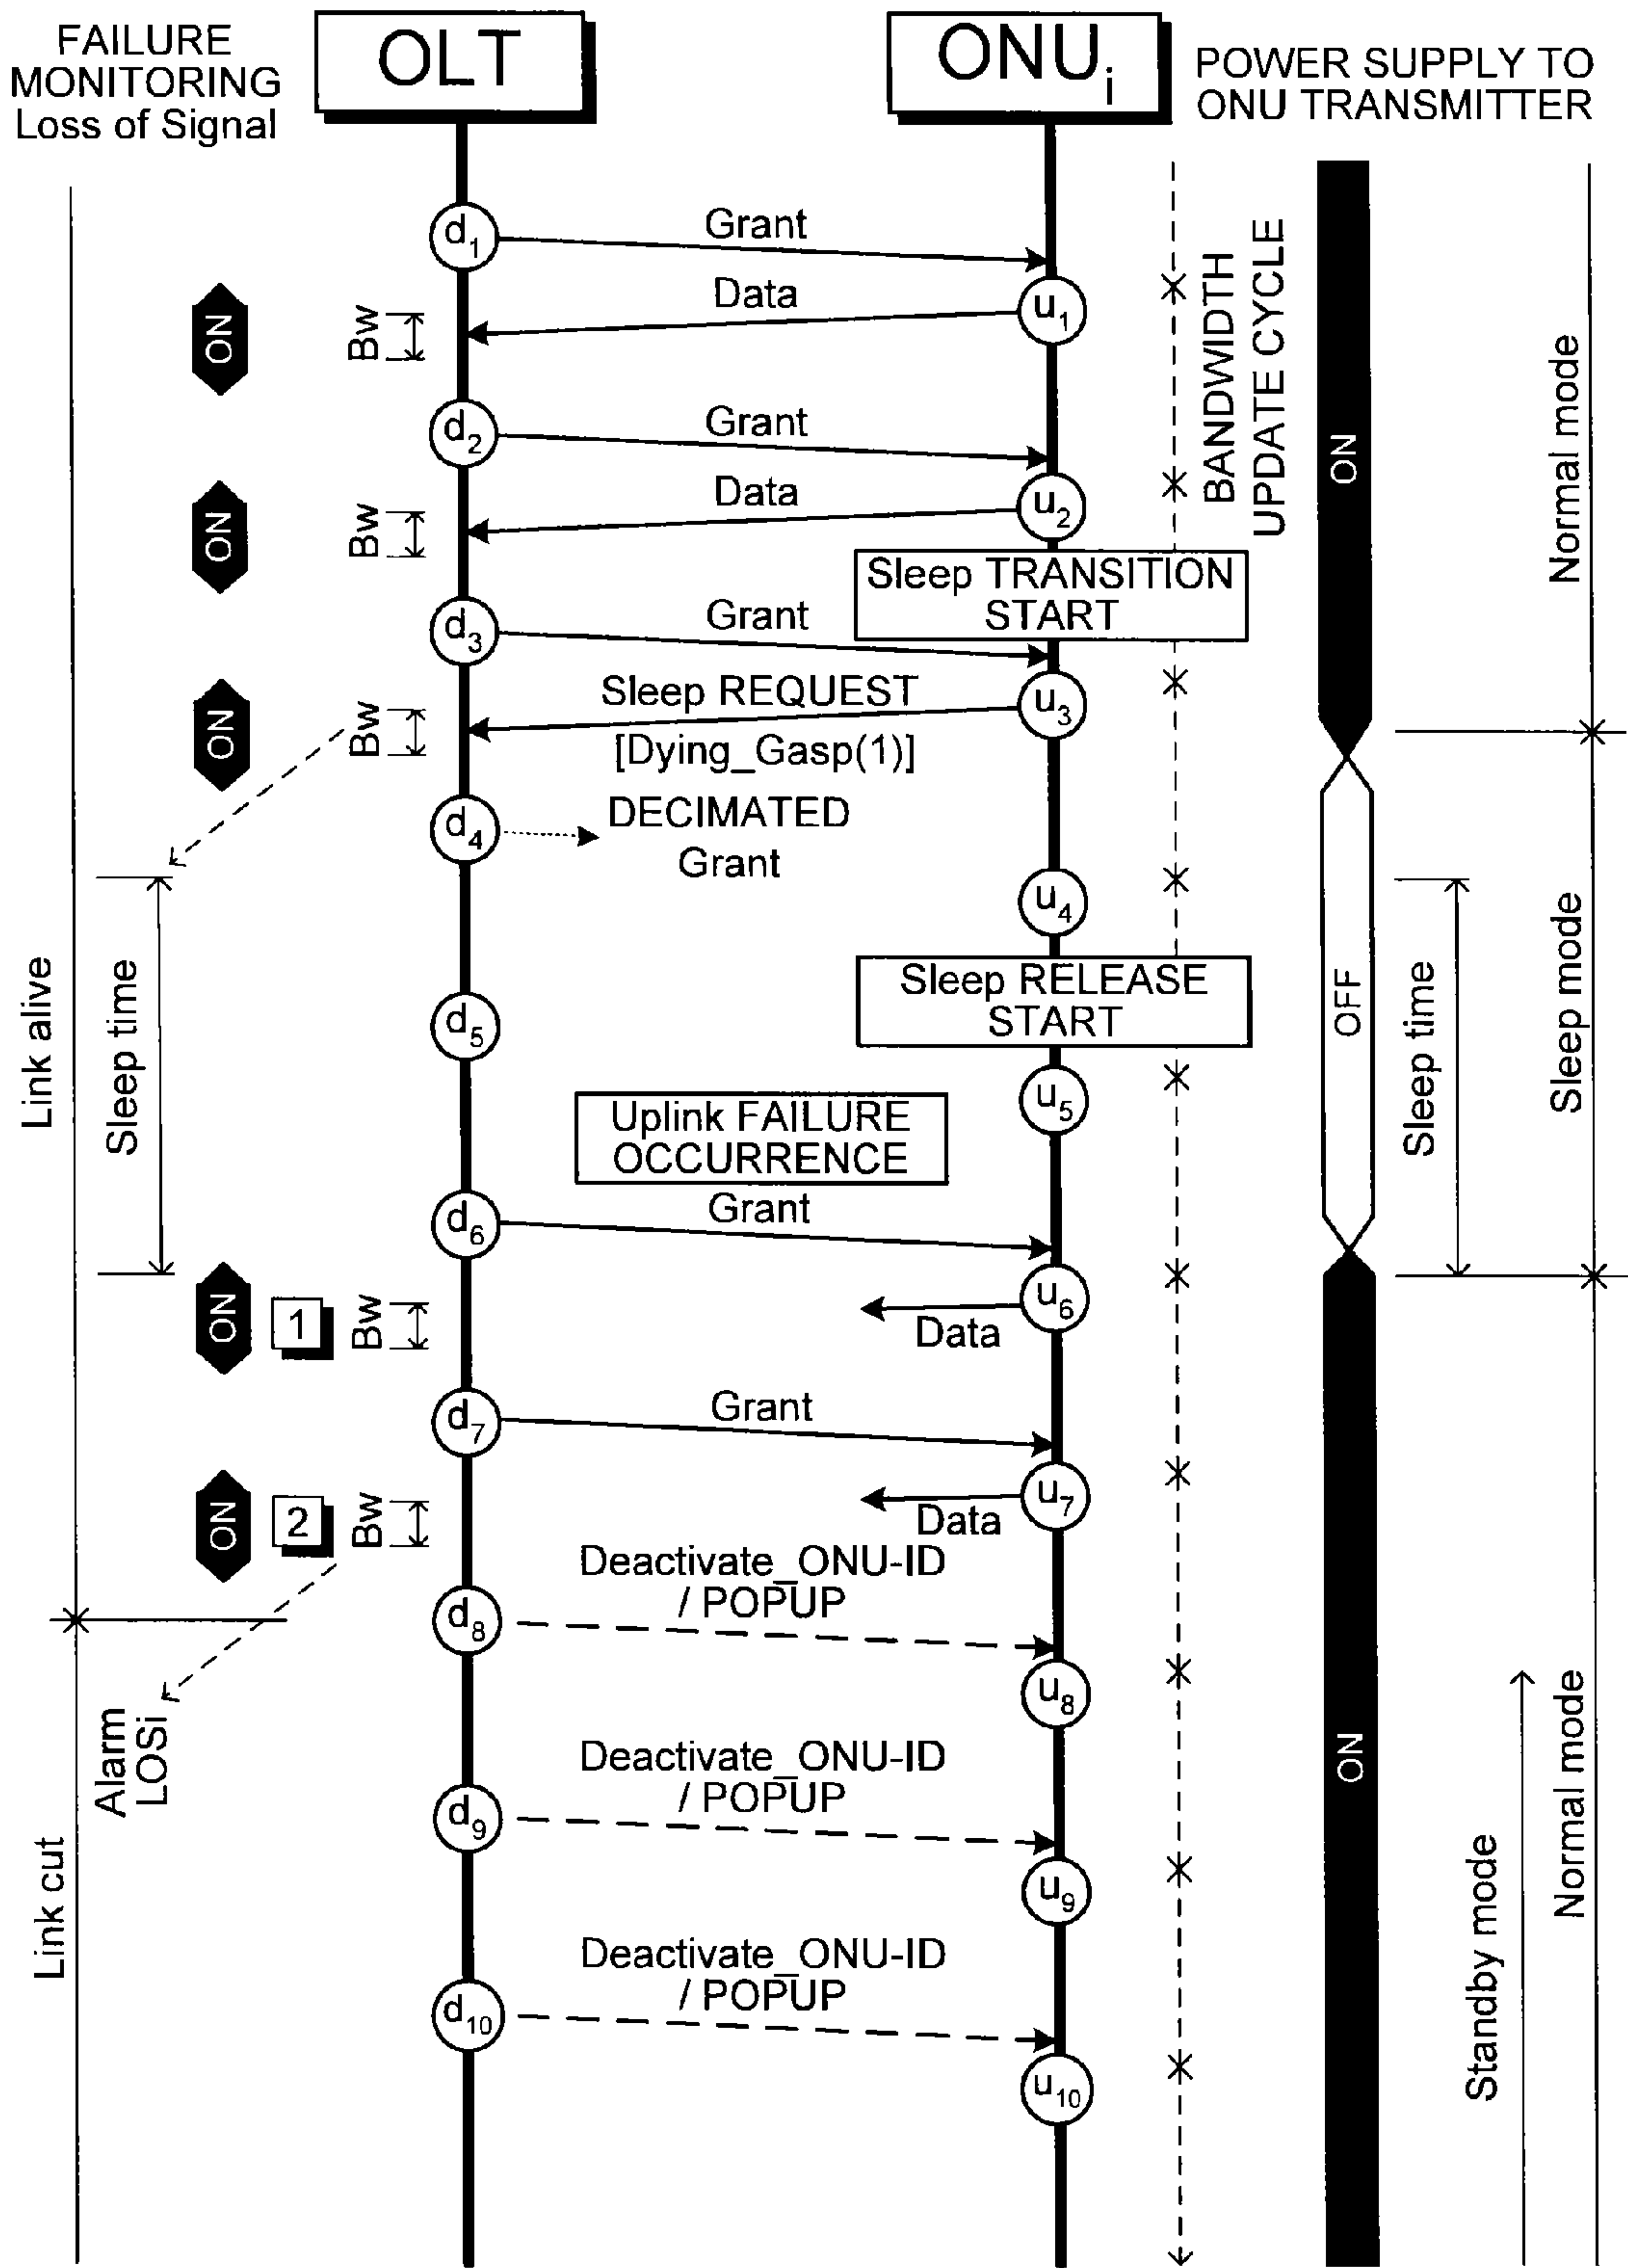 FAILURE
MONITORING
Loss of Signal
OLT
ONUi
POWER SUPPLY TO
ONU TRANSMITTER
d1
Grant
BANDWIDTH
UPDATE CYCLE
ON
Bw
Data
u1
d2
Grant
ON
Normal mode
ON
Bw
Data
u2
Sleep TRANSITION
START
d3
Grant
ON
Bw
Sleep REQUEST
[Dying_Gasp(1)]
u3
d4
DECIMATED
Grant
u4
Link alive
Sleep time
Sleep RELEASE
START
OFF
Sleep time
Sleep mode
d5
u5
Uplink FAILURE
OCCURRENCE
d6
Grant
ON
1
Bw
Data
u6
d7
Grant
ON
2
Bw
Data
u7
Deactivate_ONU-ID
/ POPUP
d8
u8
Alarm
LOSi
Deactivate_ONU-ID
/ POPUP
d9
u9
ON
Normal mode
Link cut
Standby mode
Deactivate_ONU-ID
/ POPUP
d10
u10